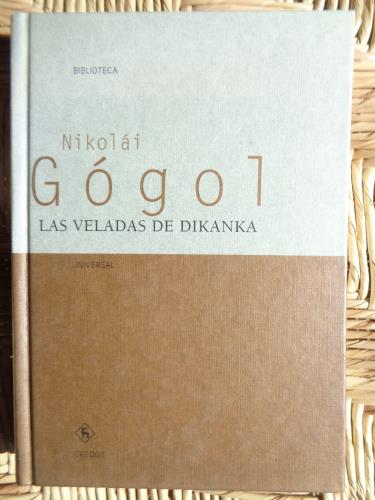 BIBLIOTECA
Nikolái
Gógol
LAS VELADAS DE DIKANKA
UNIVERSAL
GREDOS